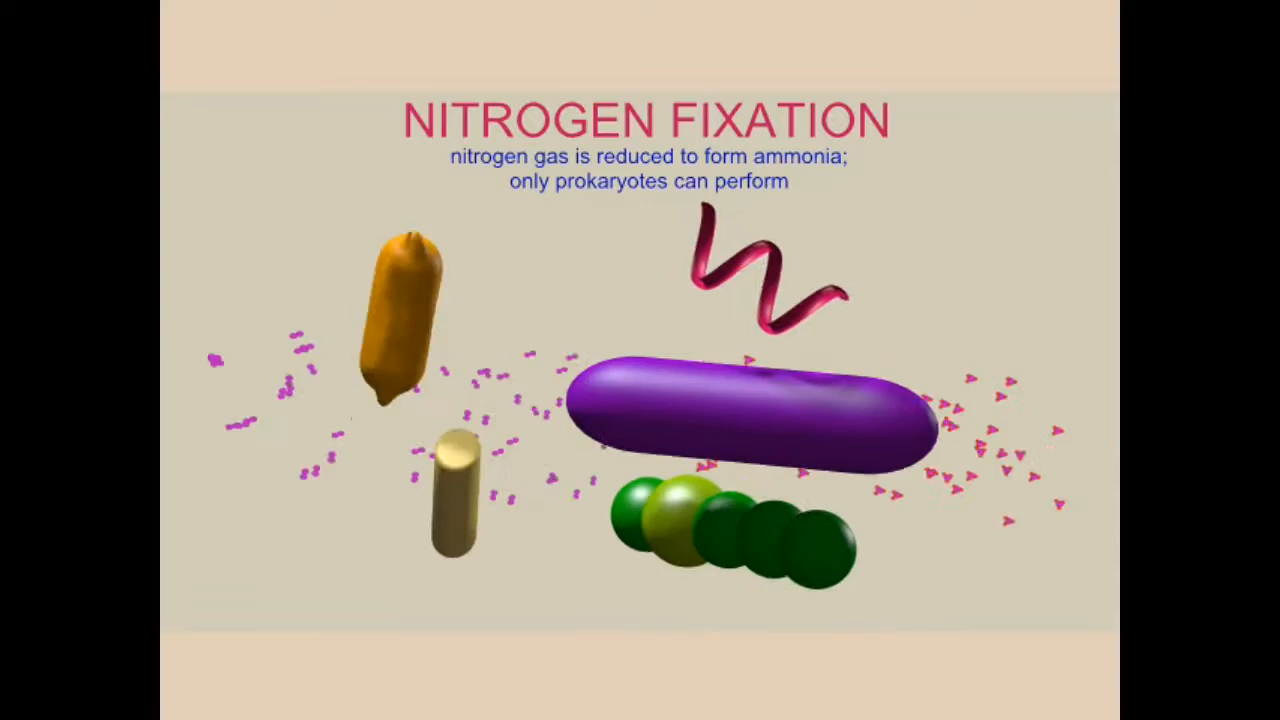 NITROGEN FIXATION
nitrogen gas is reduced to form ammonia;
only prokaryotes can perform